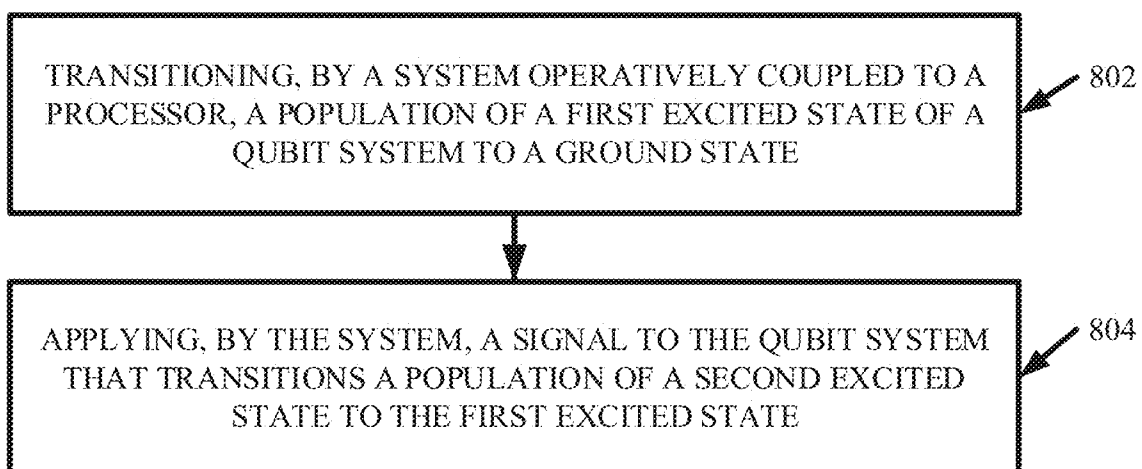 TRANSITIONING, BY A SYSTEM OPERATIVELY COUPLED TO A
PROCESSOR, A POPULATION OF A FIRST EXCITED STATE OF A
QUBIT SYSTEM TO A GROUND STATE
802
APPLYING, BY THE SYSTEM, A SIGNAL TO THE QUBIT SYSTEM
THAT TRANSITIONS A POPULATION OF A SECOND EXCITED
STATE TO THE FIRST EXCITED STATE
804